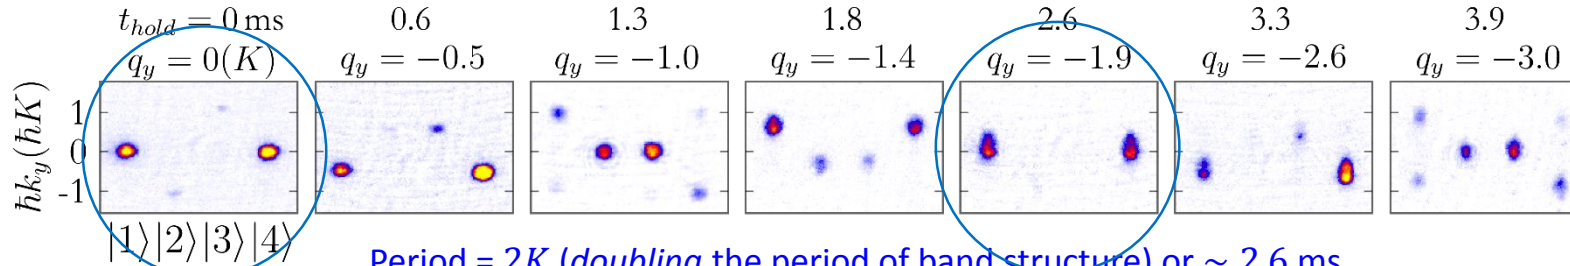 t_hold = 0 ms 0.6 1.3 1.8 2.6 3.3 3.9
q_y = 0(K) q_y = −0.5 q_y = −1.0 q_y = −1.4 q_y = −1.9 q_y = −2.6 q_y = −3.0
ħk_y(ħK)
1
0
-1
|1⟩|2⟩|3⟩|4⟩
Period = 2K (doubling the period of band structure) or ~ 2.6 ms